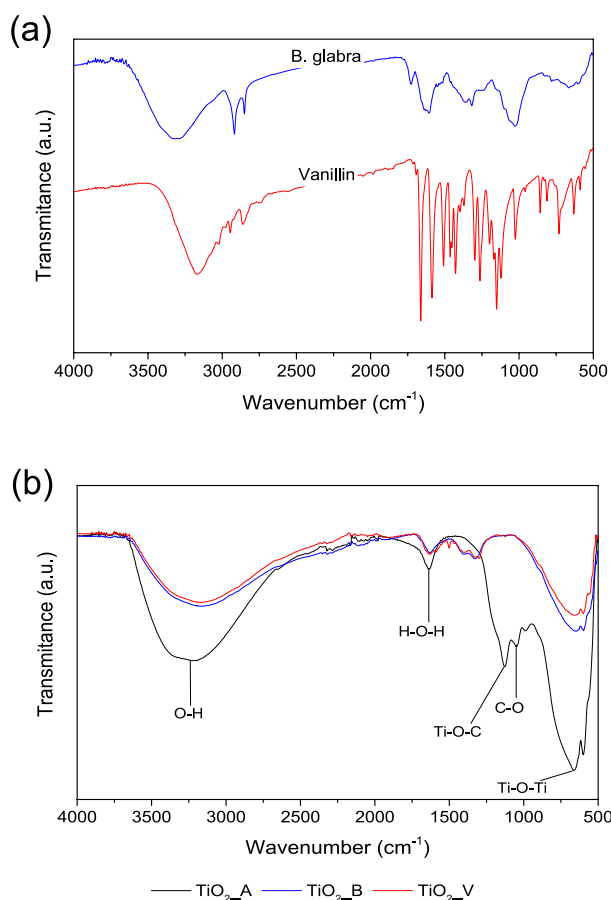 (a)
B. glabra
Vanillin
Transmitance (a.u.)
4000 3500 3000 2500 2000 1500 1000 500
Wavenumber (cm⁻¹)
(b)
H-O-H
O-H
C-O
Ti-O-C
Ti-O-Ti
Transmitance (a.u.)
4000 3500 3000 2500 2000 1500 1000 500
Wavenumber (cm⁻¹)
TiO₂_A TiO₂_B TiO₂_V